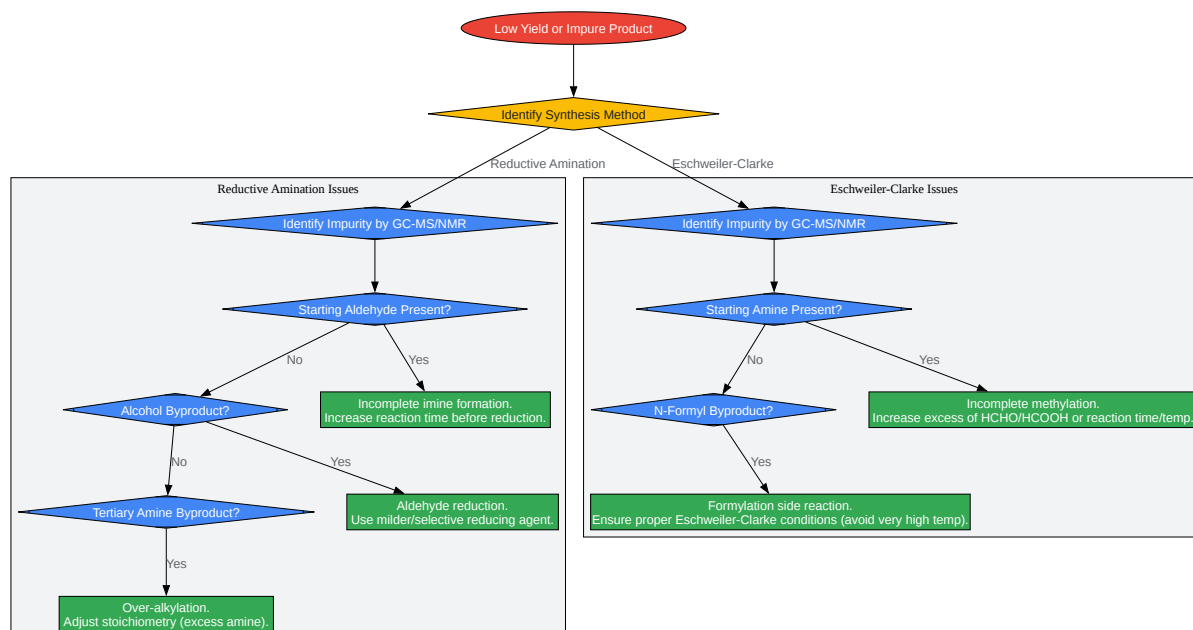 Low Yield or Impure Product
Identify Synthesis Method
Reductive Amination
Eschweiler-Clarke
Reductive Amination Issues
Eschweiler-Clarke Issues
Identify Impurity by GC-MS/NMR
Identify Impurity by GC-MS/NMR
Starting Aldehyde Present?
Starting Amine Present?
No
Yes
No
Yes
Alcohol Byproduct?
Incomplete imine formation.
Increase reaction time before reduction.
N-Formyl Byproduct?
Incomplete methylation.
Increase excess of HCHO/HCOOH or reaction time/temp.
No
Yes
Yes
Tertiary Amine Byproduct?
Aldehyde reduction.
Use milder/selective reducing agent.
Formylation side reaction.
Ensure proper Eschweiler-Clarke conditions (avoid very high temp).
Yes
Over-alkylation.
Adjust stoichiometry (excess amine).